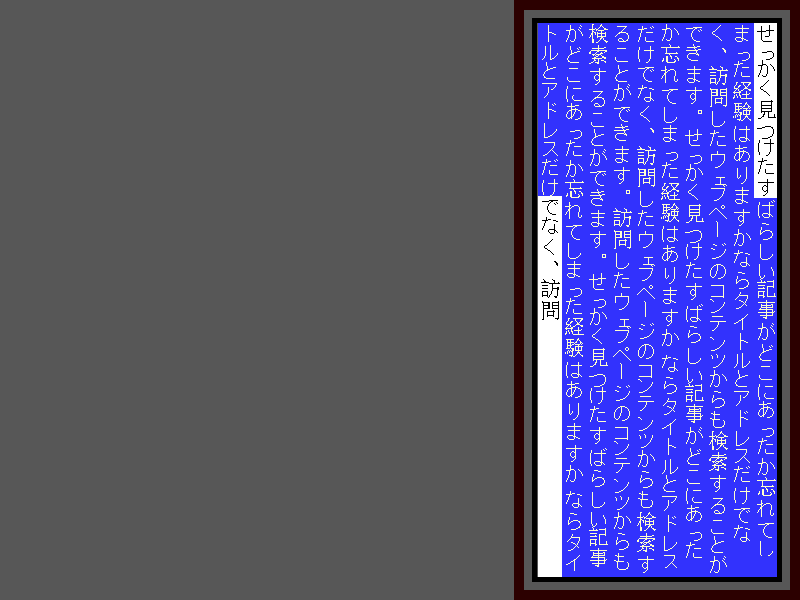 せっかく見つけたすばらしい記事がどこにあったか忘れてし
まった経験はありますかならタイトルとアドレスだけでな
く、訪問したウェブページのコンテンツからも検索することが
できます。せっかく見つけたすばらしい記事がどこにあった
か忘れてしまった経験はありますかならタイトルとアドレス
だけでなく、訪問したウェブページのコンテンツからも検索す
ることができます。訪問したウェブページのコンテンツからも
検索することができます。せっかく見つけたすばらしい記事
がどこにあったか忘れてしまった経験はありますかならタイ
トルとアドレスだけでなく、訪問